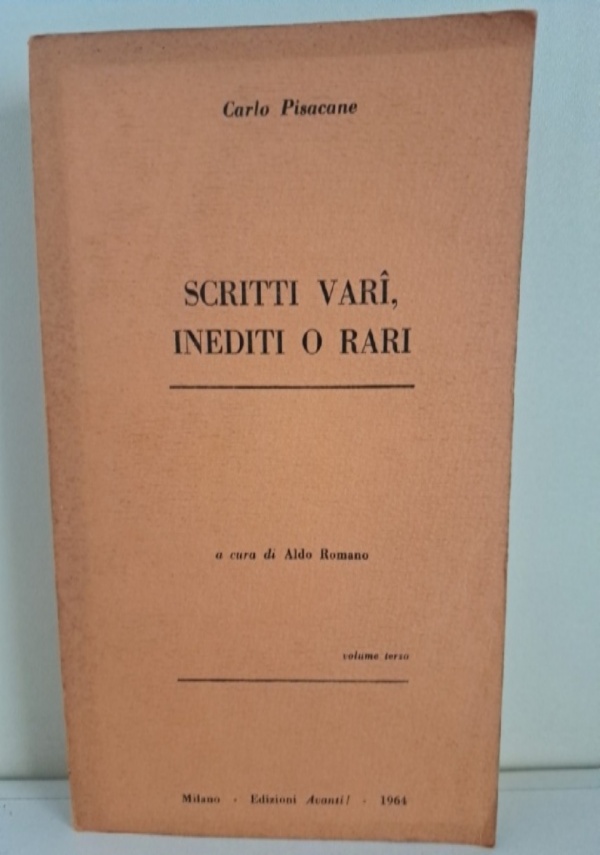 Carlo Pisacane
SCRITTI VARÎ,
INEDITI O RARI
a cura di Aldo Romano
volume terzo
Milano - Edizioni Avanti! - 1964